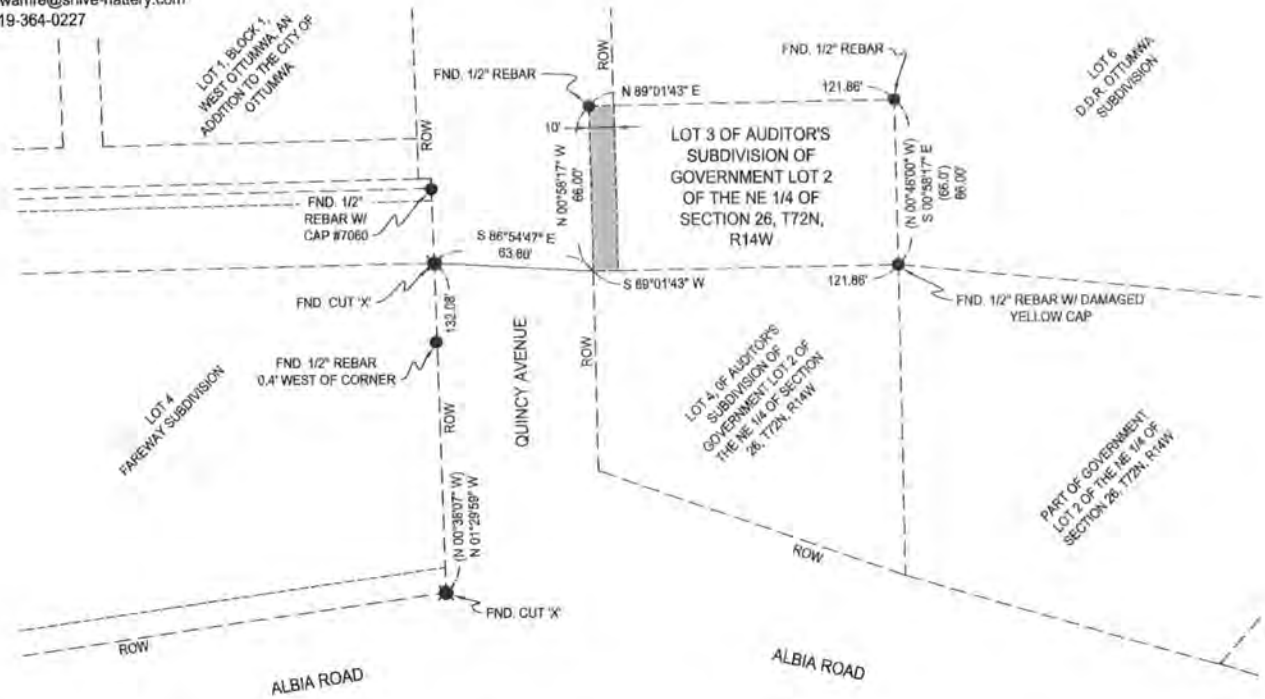 19-364-0227
LOT 1, BLOCK 1,
WEST OTTUMWA, AN
ADDITION TO THE CITY OF
OTTUMWA
ROW
FND. 1/2" REBAR
ROW
N 89°01'43" E
10'
N 00°58'17" W
66.00'
FND. 1/2" REBAR
121.86'
LOT 6
D.D.R. OTTUMWA
SUBDIVISION
LOT 3 OF AUDITOR'S
SUBDIVISION OF
GOVERNMENT LOT 2
OF THE NE 1/4 OF
SECTION 26, T72N,
R14W
(N 00°46'00" W)
S 00°58'17" E
(66.0')
66.00'
FND. 1/2"
REBAR W/
CAP #7060
S 86°54'47" E
63.80'
S 89°01'43" W
121.86'
FND. CUT 'X'
132.08'
FND. 1/2" REBAR W/ DAMAGED
YELLOW CAP
FND. 1/2" REBAR
0.4' WEST OF CORNER
ROW
QUINCY AVENUE
ROW
LOT 4
FAREWAY SUBDIVISION
LOT 4, OF AUDITOR'S
SUBDIVISION OF
GOVERNMENT LOT 2 OF
THE NE 1/4 OF SECTION
26, T72N, R14W
PART OF GOVERNMENT
LOT 2 OF THE NE 1/4 OF
SECTION 26, T72N, R14W
(N 00°38'07" W)
N 01°29'59" W
FND. CUT 'X'
ROW
ROW
ALBIA ROAD
ALBIA ROAD